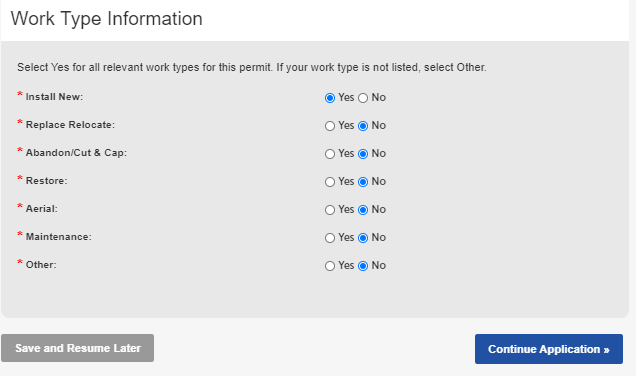 Work Type Information
Select Yes for all relevant work types for this permit. If your work type is not listed, select Other.
* Install New: Yes No
* Replace Relocate: Yes No
* Abandon/Cut & Cap: Yes No
* Restore: Yes No
* Aerial: Yes No
* Maintenance: Yes No
* Other: Yes No
Save and Resume Later
Continue Application »